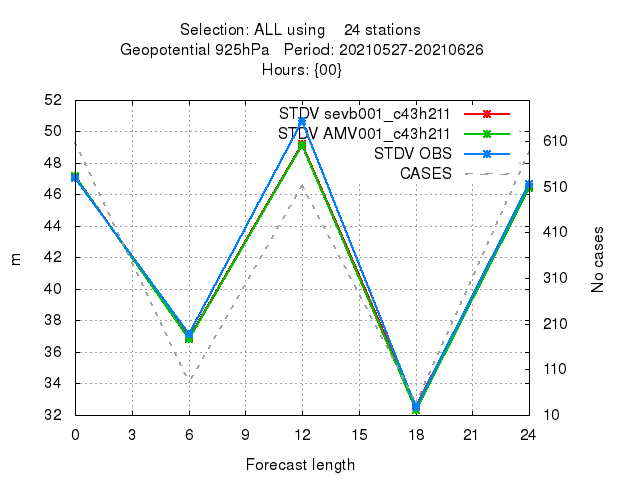 Selection: ALL using    24 stations
Geopotential 925hPa   Period: 20210527-20210626
Hours: {00}
STDV sevb001_c43h211
STDV AMV001_c43h211
STDV OBS
CASES
52
50
48
46
44
42
40
38
36
34
32
m
610
510
410
310
210
110
10
No cases
0 3 6 9 12 15 18 21 24
Forecast length